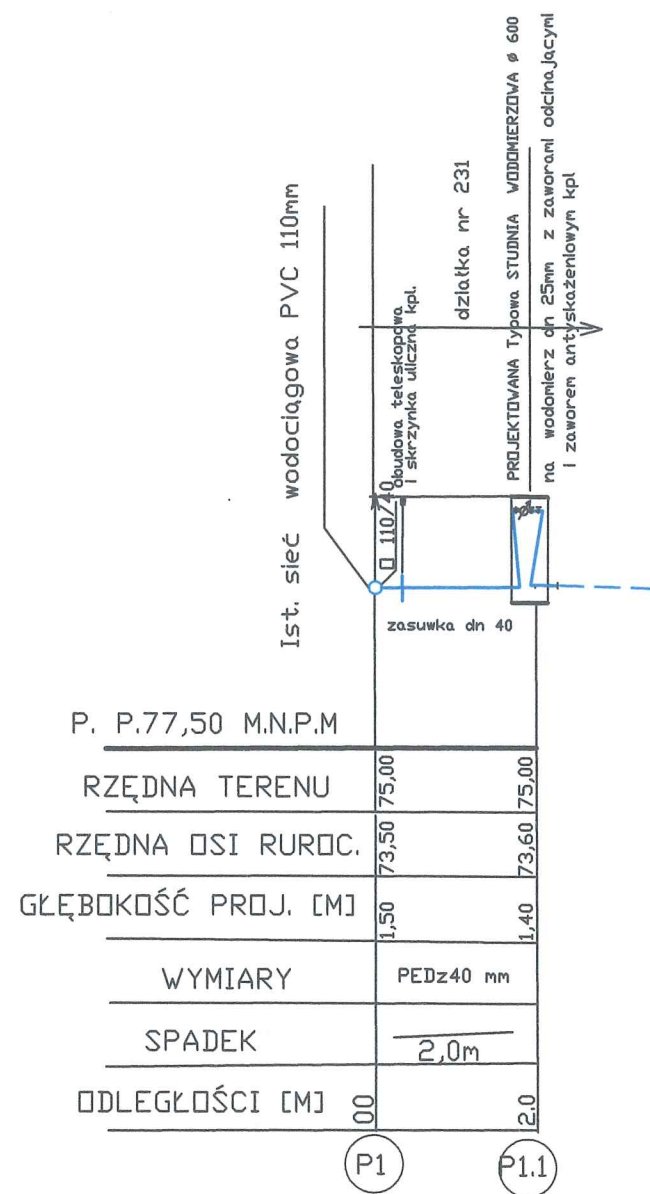 Ist. sieć wodociągowa PVC 110mm
110/40
obudowa teleskopowa
i skrzynka uliczna kpl.
działka nr 231
PROJEKTOWANA Typowa STUDNIA WODOMIERZOWA ø 600
na wodomierz dn 25mm z zaworami odcinającymi
i zaworem antyskażeniowym kpl
zasuwka dn 40
P. P.77,50 M.N.P.M
RZĘDNA TERENU 75,00 75,00
RZĘDNA OSI RUROC. 73,50 73,60
GŁĘBOKOŚĆ PROJ. [M] 1,50 1,40
WYMIARY PEDz40 mm
SPADEK 2,0m
ODLEGŁOŚCI [M] 00 2.0
P1 P1.1